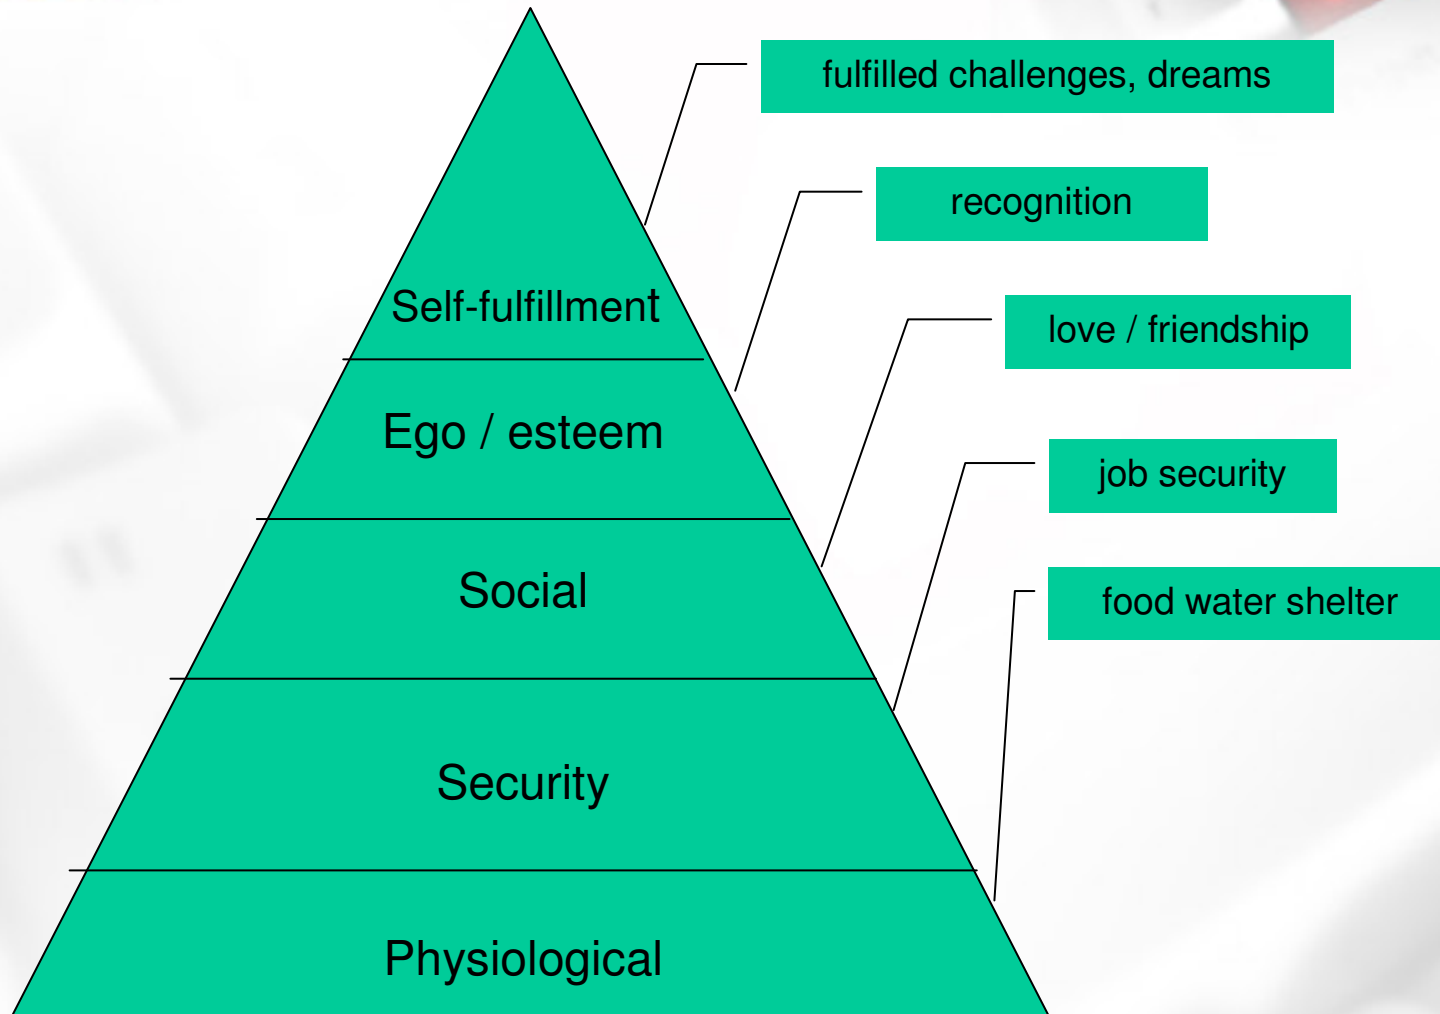 fulfilled challenges, dreams
recognition
Self-fulfillment
love / friendship
Ego / esteem
job security
Social
food water shelter
Security
Physiological